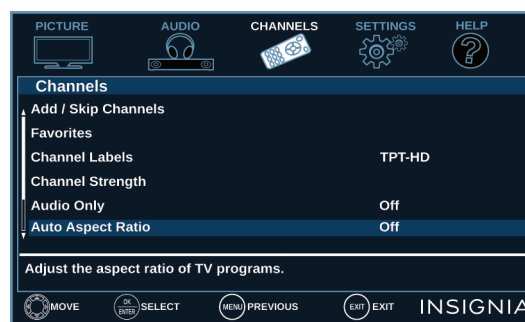 PICTURE AUDIO CHANNELS SETTINGS HELP
Channels
Add / Skip Channels
Favorites
Channel Labels TPT-HD
Channel Strength
Audio Only Off
Auto Aspect Ratio Off
Adjust the aspect ratio of TV programs.
MOVE OK ENTER SELECT MENU PREVIOUS EXIT EXIT INSIGNIA